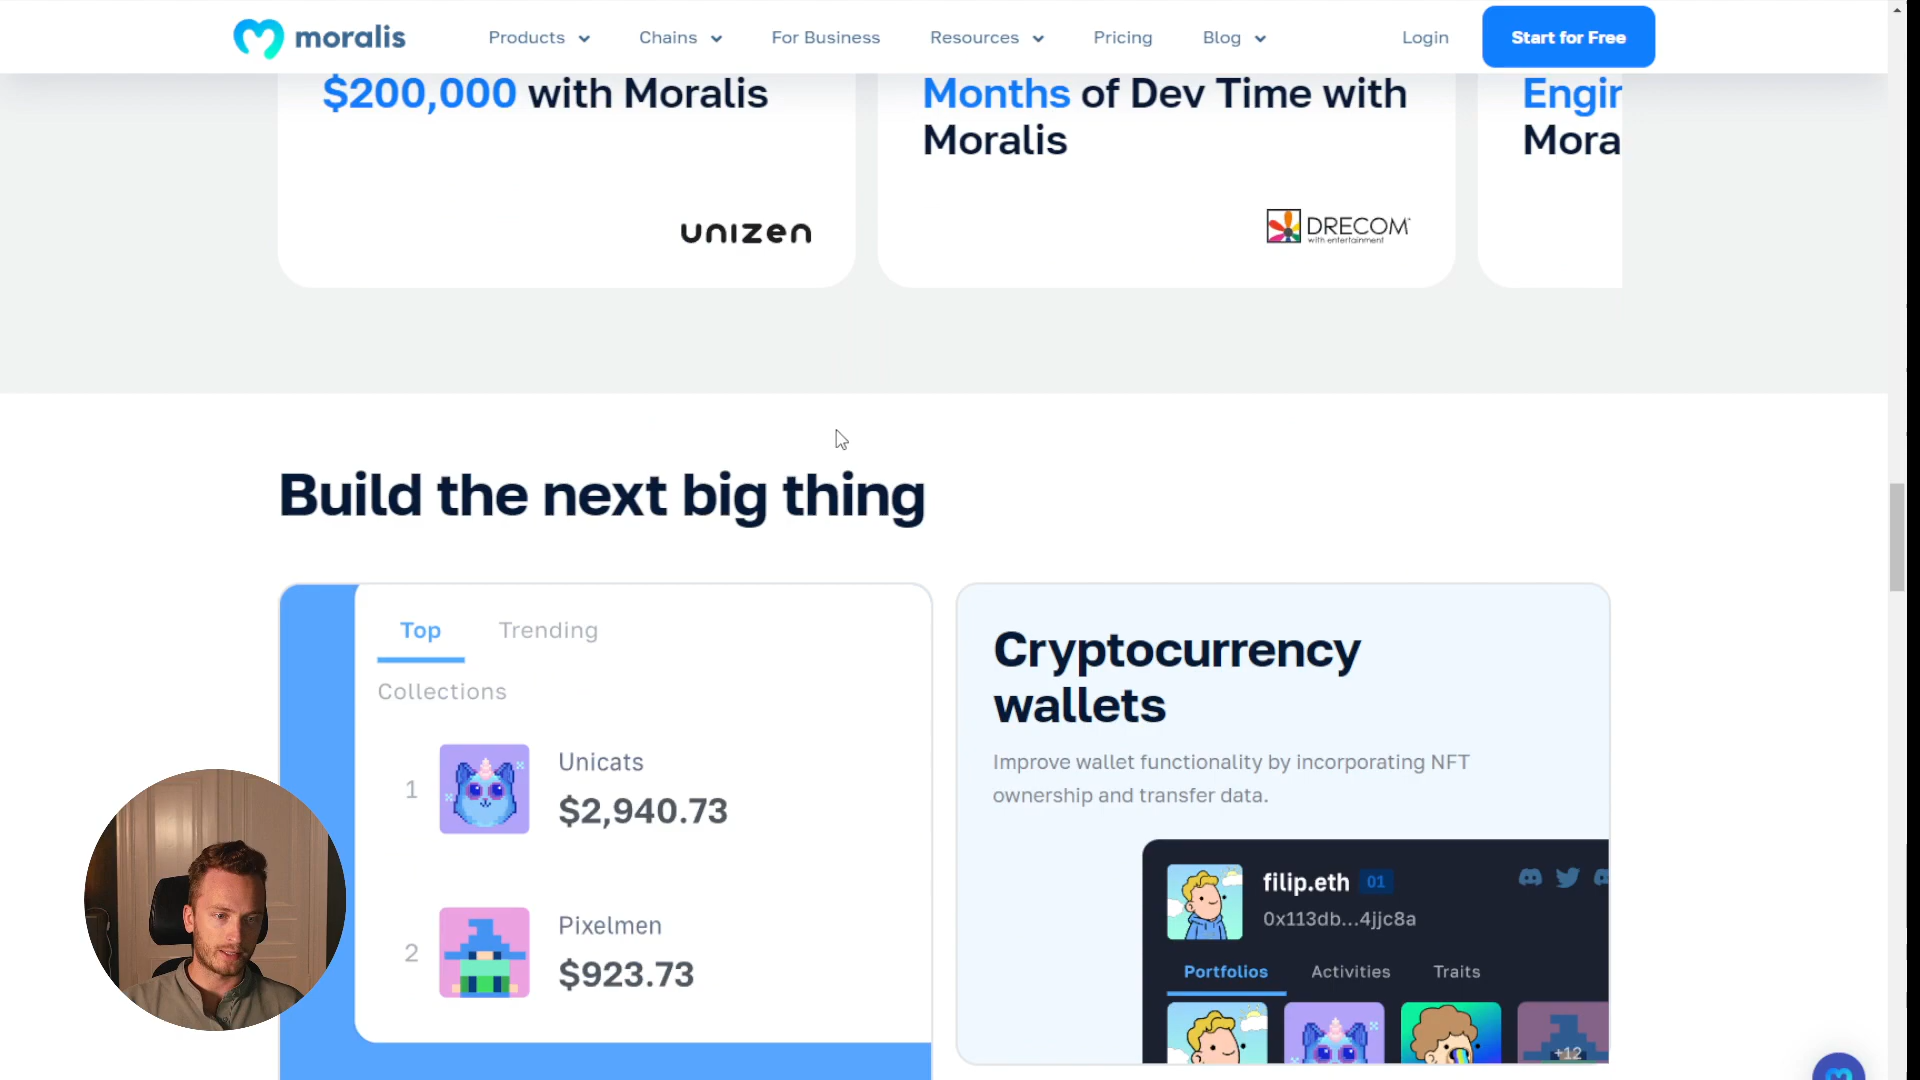 moralis
Products
Chains
For Business
Resources
Pricing
Blog
Login
Start for Free
$200,000 with Moralis
unizen
Months of Dev Time with
Moralis
DRECOM
with entertainment
Engin
Mora
Build the next big thing
Top
Trending
Collections
1
Unicats
$2,940.73
2
Pixelmen
$923.73
Cryptocurrency
wallets
Improve wallet functionality by incorporating NFT
ownership and transfer data.
filip.eth 01
0x113db...4jjc8a
Portfolios
Activities
Traits
+12